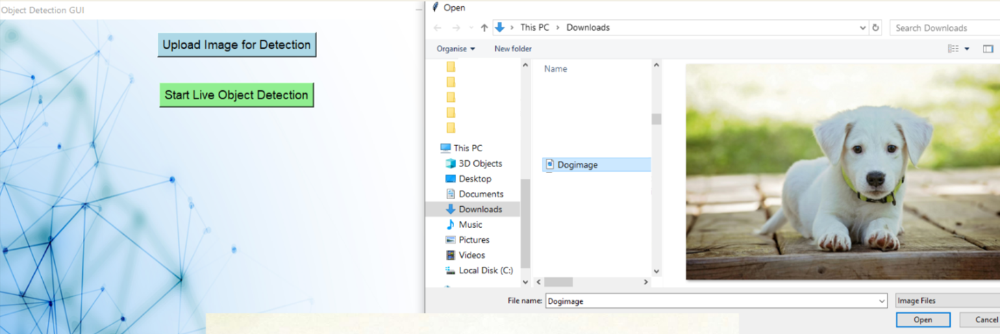 Object Detection GUI
Upload Image for Detection
Start Live Object Detection
Open
This PC > Downloads
Search Downloads
Organise
New folder
Name
This PC
3D Objects
Desktop
Documents
Downloads
Music
Pictures
Videos
Local Disk (C:)
Dogimage
File name: Dogimage
Image Files
Open
Cancel